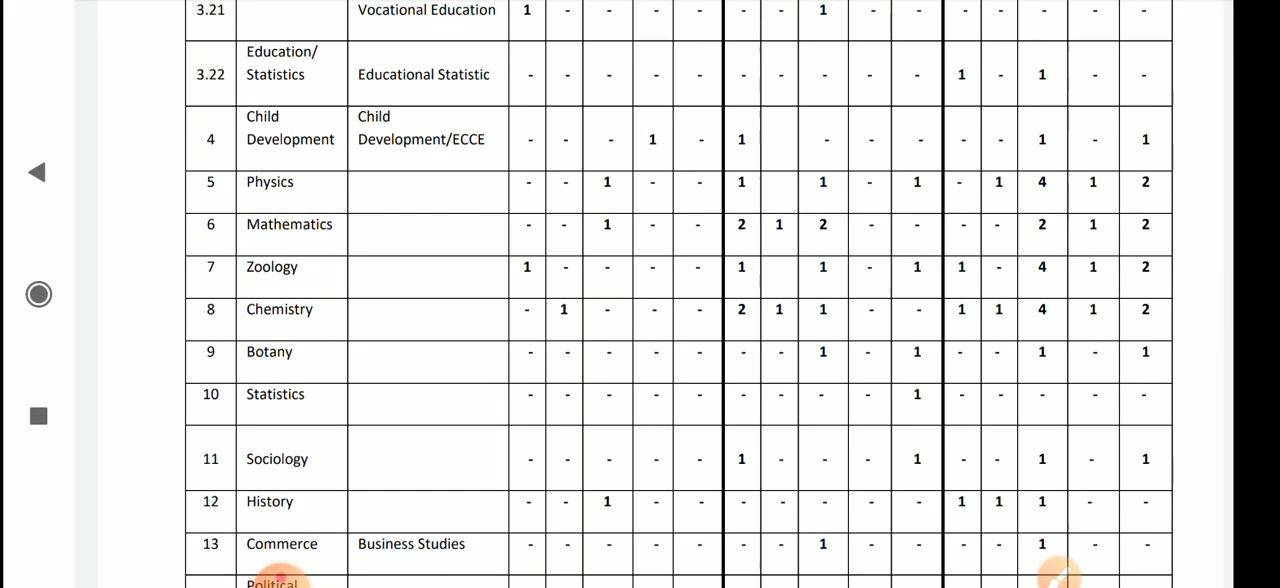 3.21 Vocational Education 1 - - - - - - 1 - - - - - - -
Education/
3.22 Statistics Educational Statistic - - - - - - - - - - 1 - 1 - -
Child Child
4 Development Development/ECCE - - - 1 - 1 - - - - - 1 - 1
5 Physics - - 1 - - 1 1 - 1 - 1 4 1 2
6 Mathematics - - 1 - - 2 1 2 - - - - 2 1 2
7 Zoology 1 - - - - 1 1 - 1 1 - 4 1 2
8 Chemistry - 1 - - - 2 1 1 - - 1 1 4 1 2
9 Botany - - - - - - - 1 - 1 - - 1 - 1
10 Statistics - - - - - - - - - 1 - - - - -
11 Sociology - - - - - 1 - - - 1 - - 1 - 1
12 History - - 1 - - - - - - - 1 1 1 - -
13 Commerce Business Studies - - - - - - - 1 - - - - 1 - -
Political